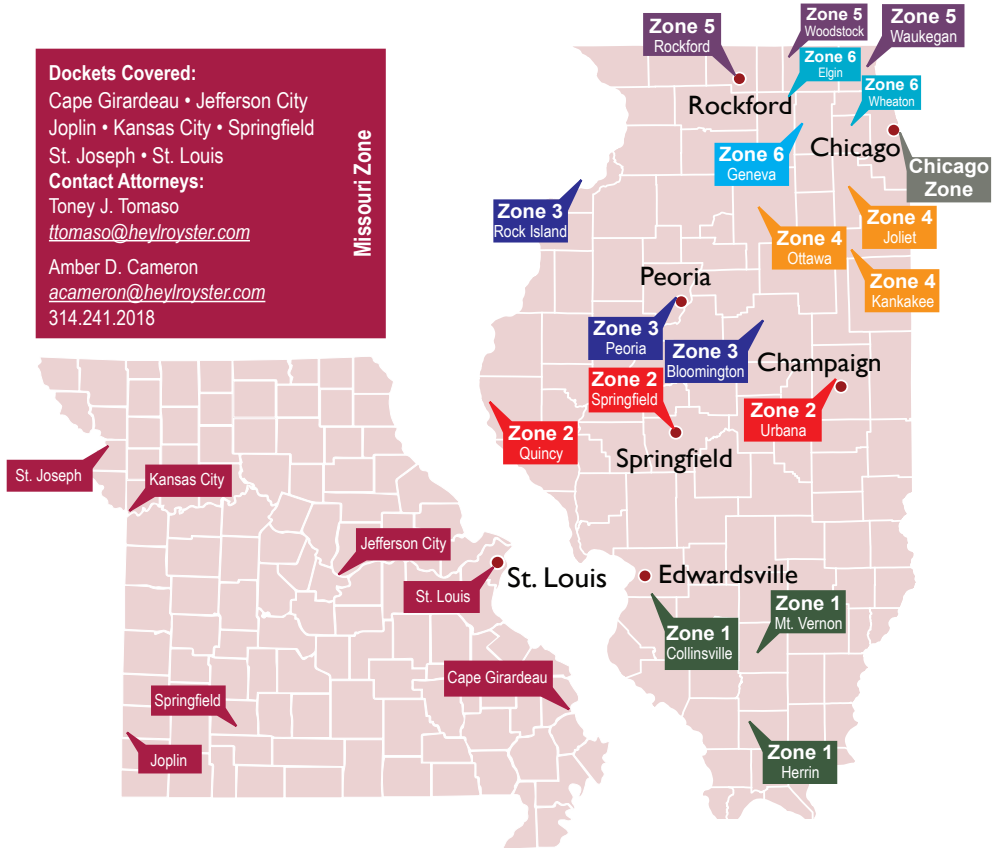 Dockets Covered:
Cape Girardeau • Jefferson City
Joplin • Kansas City • Springfield
St. Joseph • St. Louis
Contact Attorneys:
Toney J. Tomaso
ttomaso@heylroyster.com
Amber D. Cameron
acameron@heylroyster.com
314.241.2018
Missouri Zone
Zone 5
Rockford
Zone 5
Woodstock
Zone 5
Waukegan
Zone 6
Elgin
Zone 6
Wheaton
Rockford
Chicago
Zone 6
Geneva
Chicago
Zone
Zone 3
Rock Island
Zone 4
Joliet
Zone 4
Ottawa
Zone 4
Kankakee
Peoria
Zone 3
Peoria
Zone 3
Bloomington
Champaign
Zone 2
Springfield
Zone 2
Urbana
Zone 2
Quincy
Springfield
St. Joseph
Kansas City
Jefferson City
St. Louis
St. Louis
Edwardsville
Zone 1
Mt. Vernon
Zone 1
Collinsville
Cape Girardeau
Springfield
Joplin
Zone 1
Herrin